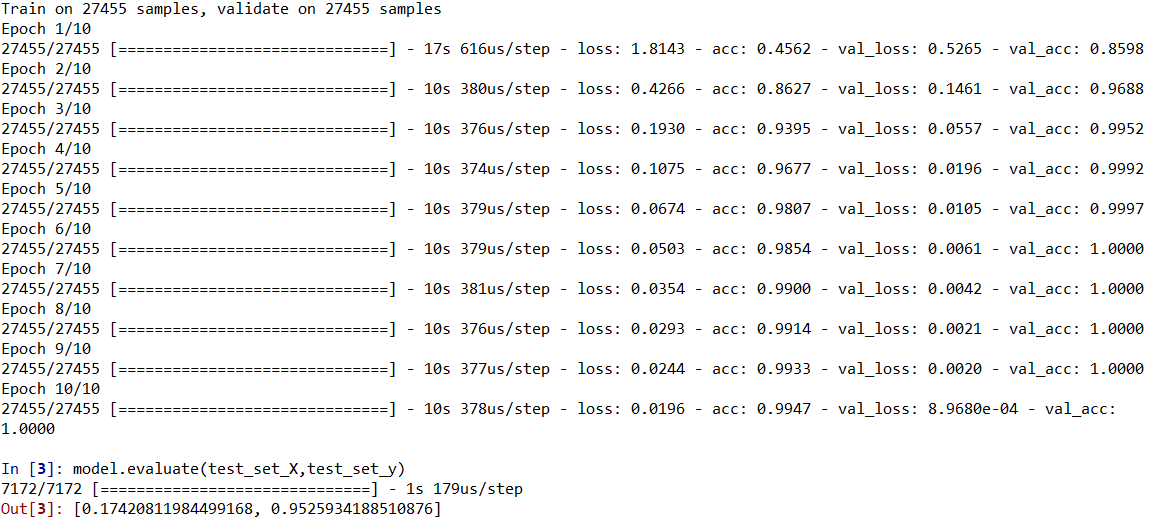 Train on 27455 samples, validate on 27455 samples
Epoch 1/10
27455/27455 [==============================] - 17s 616us/step - loss: 1.8143 - acc: 0.4562 - val_loss: 0.5265 - val_acc: 0.8598
Epoch 2/10
27455/27455 [==============================] - 10s 380us/step - loss: 0.4266 - acc: 0.8627 - val_loss: 0.1461 - val_acc: 0.9688
Epoch 3/10
27455/27455 [==============================] - 10s 376us/step - loss: 0.1930 - acc: 0.9395 - val_loss: 0.0557 - val_acc: 0.9952
Epoch 4/10
27455/27455 [==============================] - 10s 374us/step - loss: 0.1075 - acc: 0.9677 - val_loss: 0.0196 - val_acc: 0.9992
Epoch 5/10
27455/27455 [==============================] - 10s 379us/step - loss: 0.0674 - acc: 0.9807 - val_loss: 0.0105 - val_acc: 0.9997
Epoch 6/10
27455/27455 [==============================] - 10s 379us/step - loss: 0.0503 - acc: 0.9854 - val_loss: 0.0061 - val_acc: 1.0000
Epoch 7/10
27455/27455 [==============================] - 10s 381us/step - loss: 0.0354 - acc: 0.9900 - val_loss: 0.0042 - val_acc: 1.0000
Epoch 8/10
27455/27455 [==============================] - 10s 376us/step - loss: 0.0293 - acc: 0.9914 - val_loss: 0.0021 - val_acc: 1.0000
Epoch 9/10
27455/27455 [==============================] - 10s 377us/step - loss: 0.0244 - acc: 0.9933 - val_loss: 0.0020 - val_acc: 1.0000
Epoch 10/10
27455/27455 [==============================] - 10s 378us/step - loss: 0.0196 - acc: 0.9947 - val_loss: 8.9680e-04 - val_acc:
1.0000
In [3]: model.evaluate(test_set_X,test_set_y)
7172/7172 [==============================] - 1s 179us/step
Out[3]: [0.17420811984499168, 0.9525934188510876]